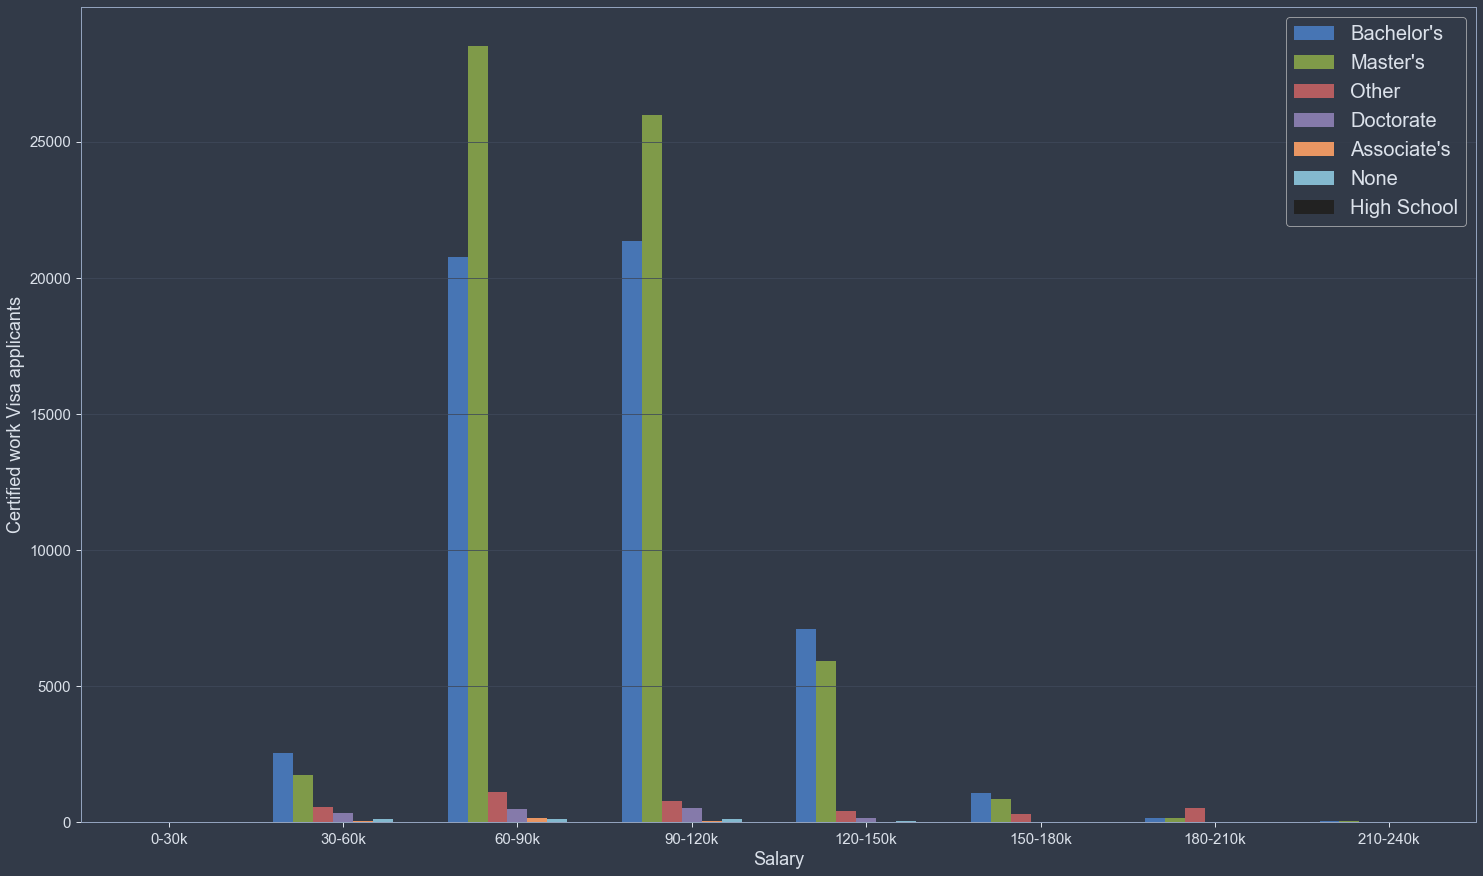 Bachelor's
Master's
Other
Doctorate
Associate's
None
High School
Certified work Visa applicants
25000
20000
15000
10000
5000
0
0-30k 30-60k 60-90k 90-120k 120-150k 150-180k 180-210k 210-240k
Salary